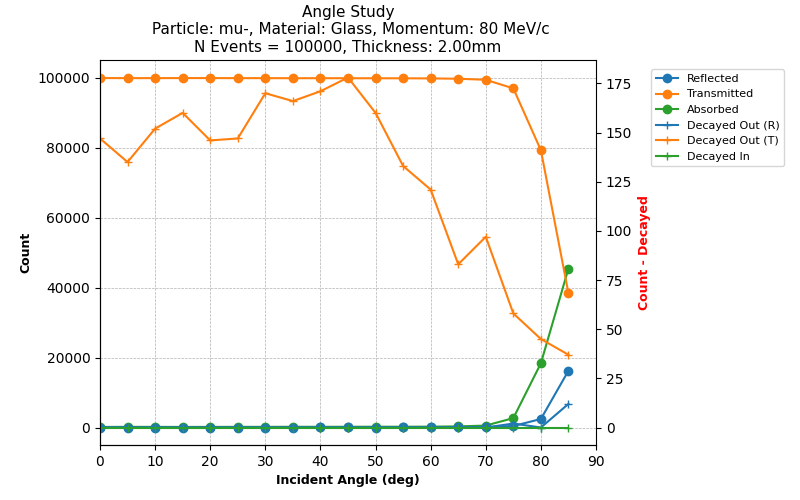 Angle Study
Particle: mu-, Material: Glass, Momentum: 80 MeV/c
N Events = 100000, Thickness: 2.00mm
100000
80000
60000
40000
20000
0
Count
0 10 20 30 40 50 60 70 80 90
Incident Angle (deg)
175
150
125
100
75
50
25
0
Count - Decayed
Reflected
Transmitted
Absorbed
Decayed Out (R)
Decayed Out (T)
Decayed In